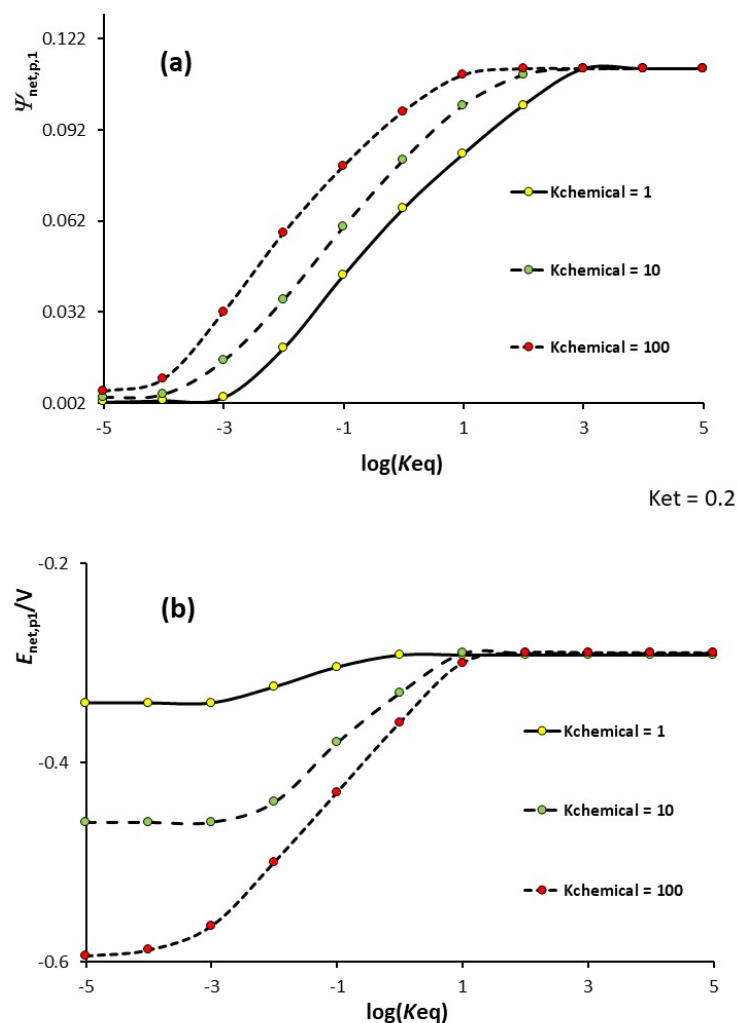 (a)
Ψnet,p,1
0.122
0.092
0.062
0.032
0.002
-5 -3 -1 1 3 5
log(Keq)
Kchemical = 1
Kchemical = 10
Kchemical = 100
Ket = 0.2
(b)
Enet,p1/V
-0.2
-0.4
-0.6
-5 -3 -1 1 3 5
log(Keq)
Kchemical = 1
Kchemical = 10
Kchemical = 100